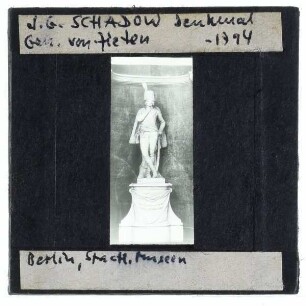 J. G. SCHADOW Denkmal
Gen. von Zieten -1794
Berlin, Staatl. Museen